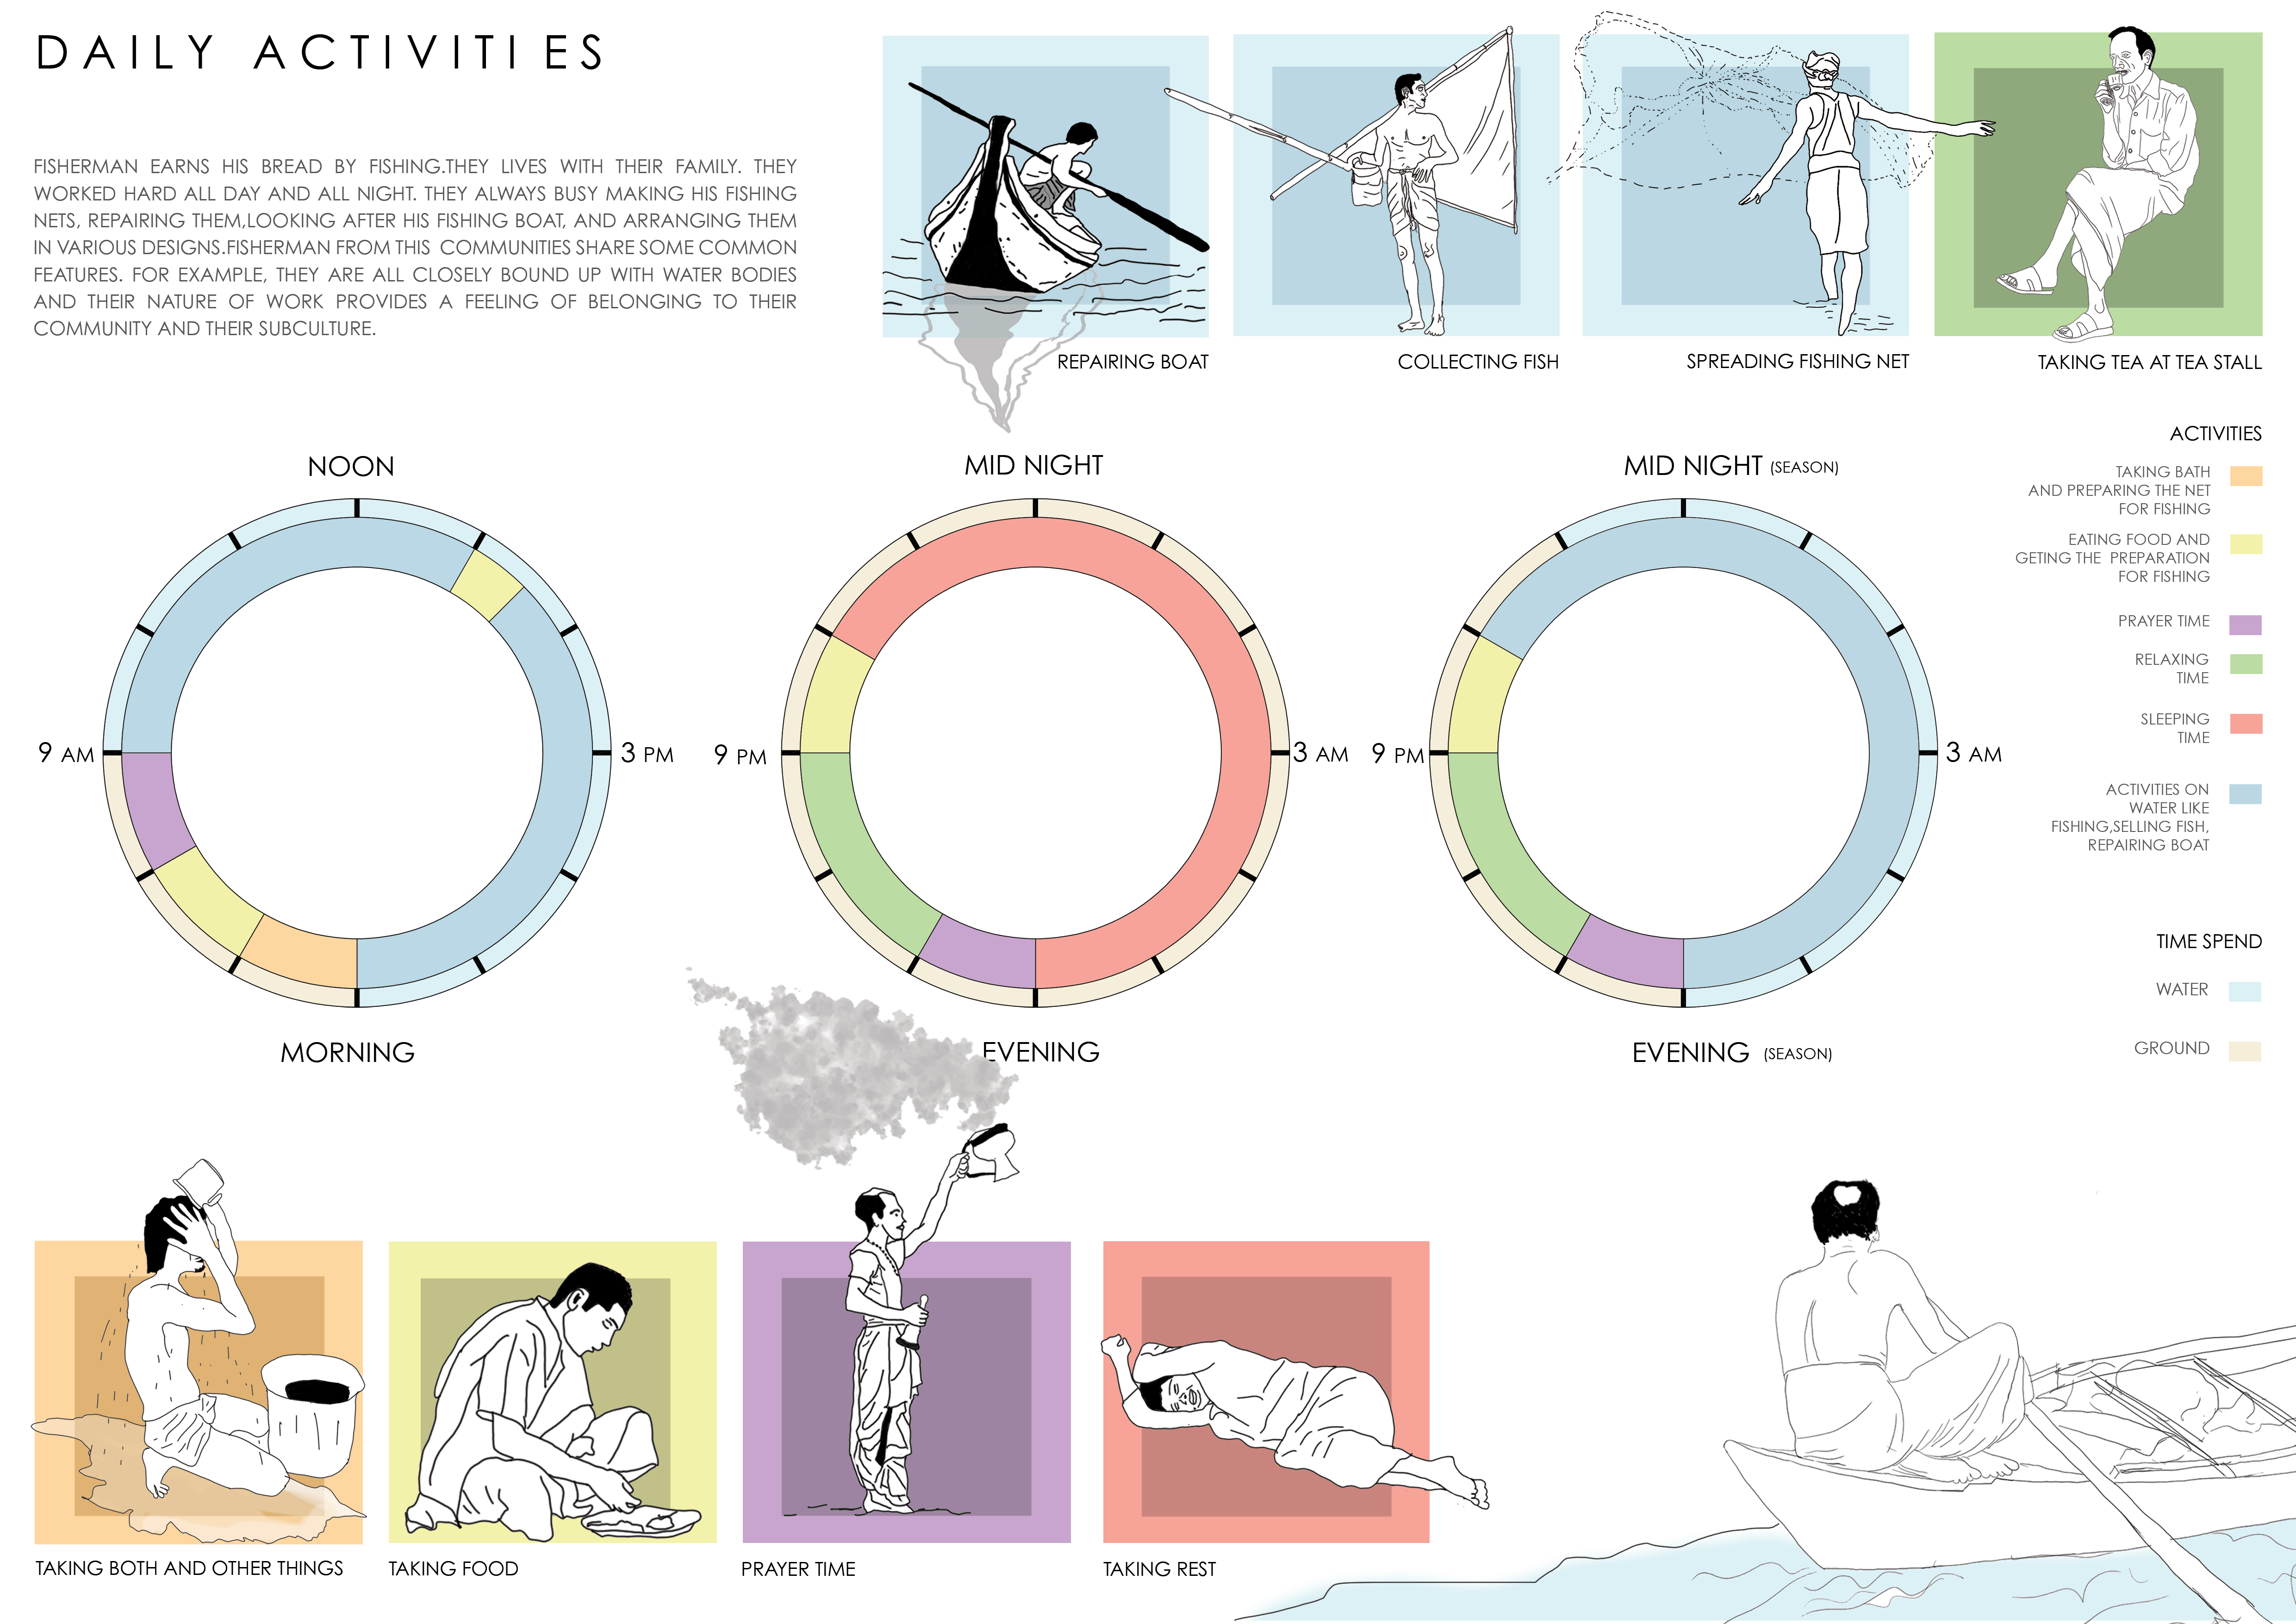 DAILY ACTIVITIES
FISHERMAN EARNS HIS BREAD BY FISHING.THEY LIVES WITH THEIR FAMILY. THEY
WORKED HARD ALL DAY AND ALL NIGHT. THEY ALWAYS BUSY MAKING HIS FISHING
NETS, REPAIRING THEM,LOOKING AFTER HIS FISHING BOAT, AND ARRANGING THEM
IN VARIOUS DESIGNS.FISHERMAN FROM THIS COMMUNITIES SHARE SOME COMMON
FEATURES. FOR EXAMPLE, THEY ARE ALL CLOSELY BOUND UP WITH WATER BODIES
AND THEIR NATURE OF WORK PROVIDES A FEELING OF BELONGING TO THEIR
COMMUNITY AND THEIR SUBCULTURE.
REPAIRING BOAT
COLLECTING FISH
SPREADING FISHING NET
TAKING TEA AT TEA STALL
NOON
9 AM
3 PM
MORNING
MID NIGHT
9 PM
3 AM
EVENING
MID NIGHT (SEASON)
9 PM
3 AM
EVENING (SEASON)
ACTIVITIES
TAKING BATH
AND PREPARING THE NET
FOR FISHING
EATING FOOD AND
GETING THE PREPARATION
FOR FISHING
PRAYER TIME
RELAXING
TIME
SLEEPING
TIME
ACTIVITIES ON
WATER LIKE
FISHING,SELLING FISH,
REPAIRING BOAT
TIME SPEND
WATER
GROUND
TAKING BOTH AND OTHER THINGS
TAKING FOOD
PRAYER TIME
TAKING REST